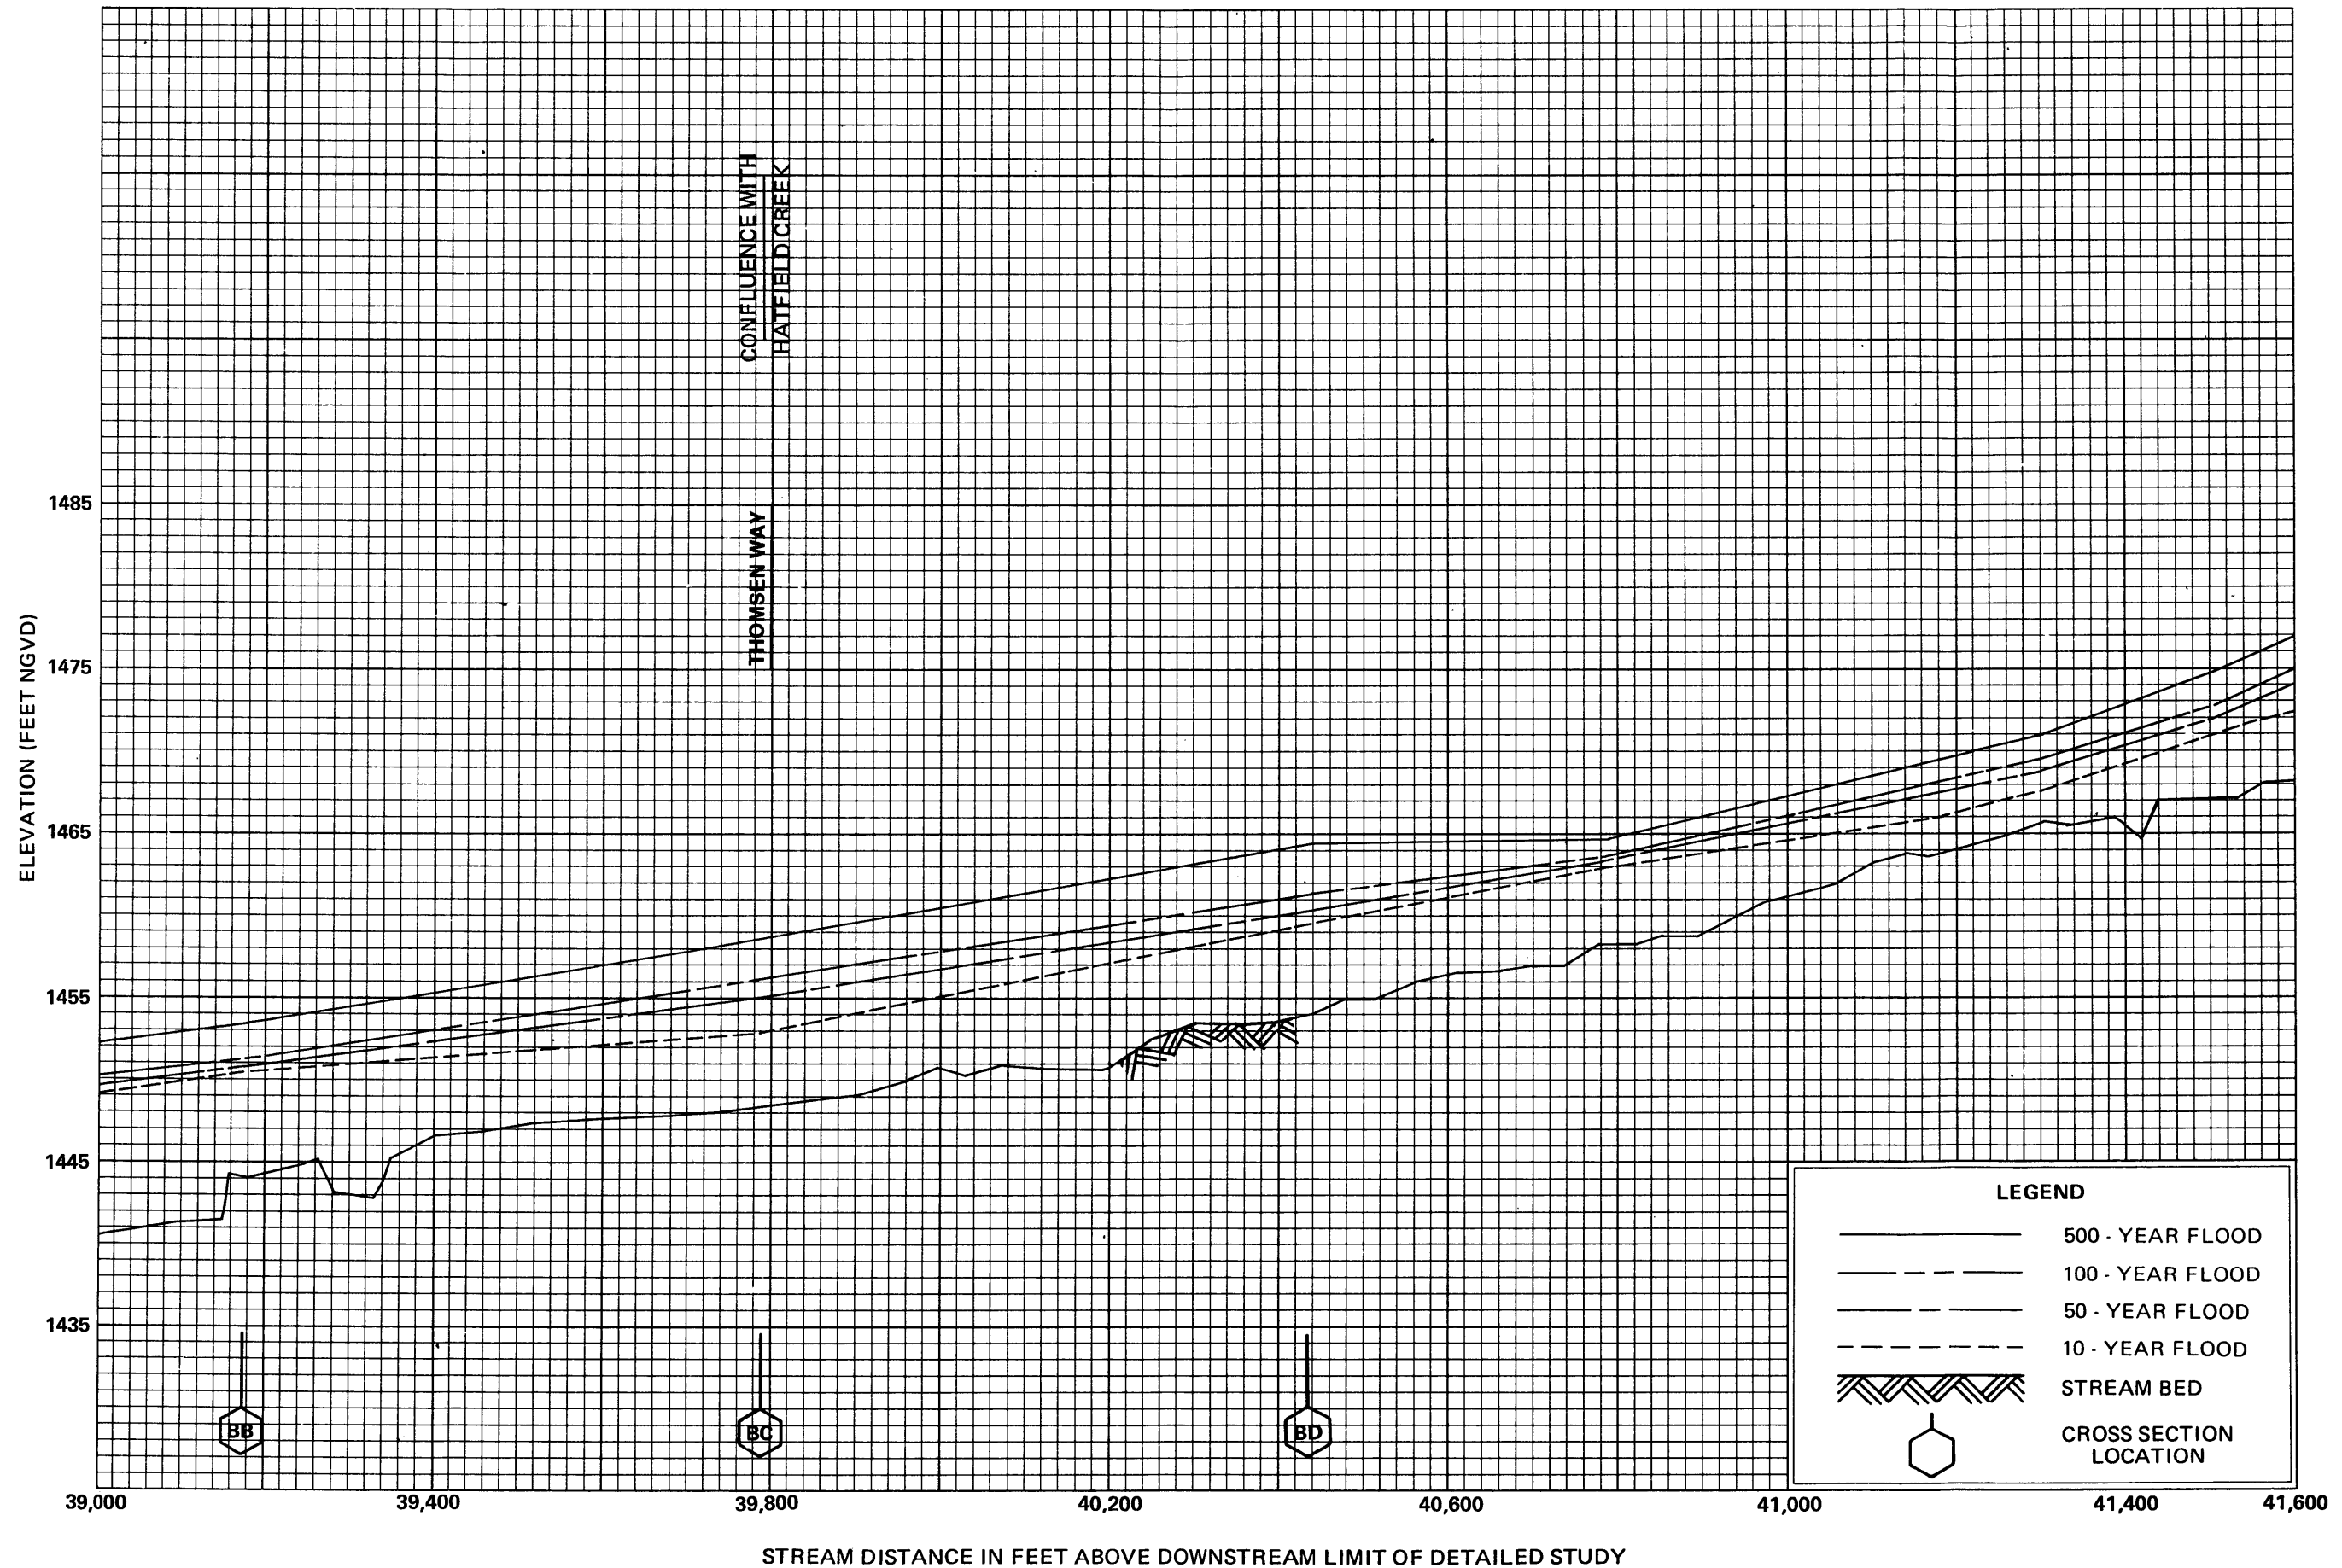 CONFLUENCE WITH
HATFIELD CREEK
THOMSEN WAY
ELEVATION (FEET NGVD)
1485
1475
1465
1455
1445
1435
BB
BC
BD
LEGEND
500 - YEAR FLOOD
100 - YEAR FLOOD
50 - YEAR FLOOD
10 - YEAR FLOOD
STREAM BED
CROSS SECTION
LOCATION
39,000
39,400
39,800
40,200
40,600
41,000
41,400
41,600
STREAM DISTANCE IN FEET ABOVE DOWNSTREAM LIMIT OF DETAILED STUDY